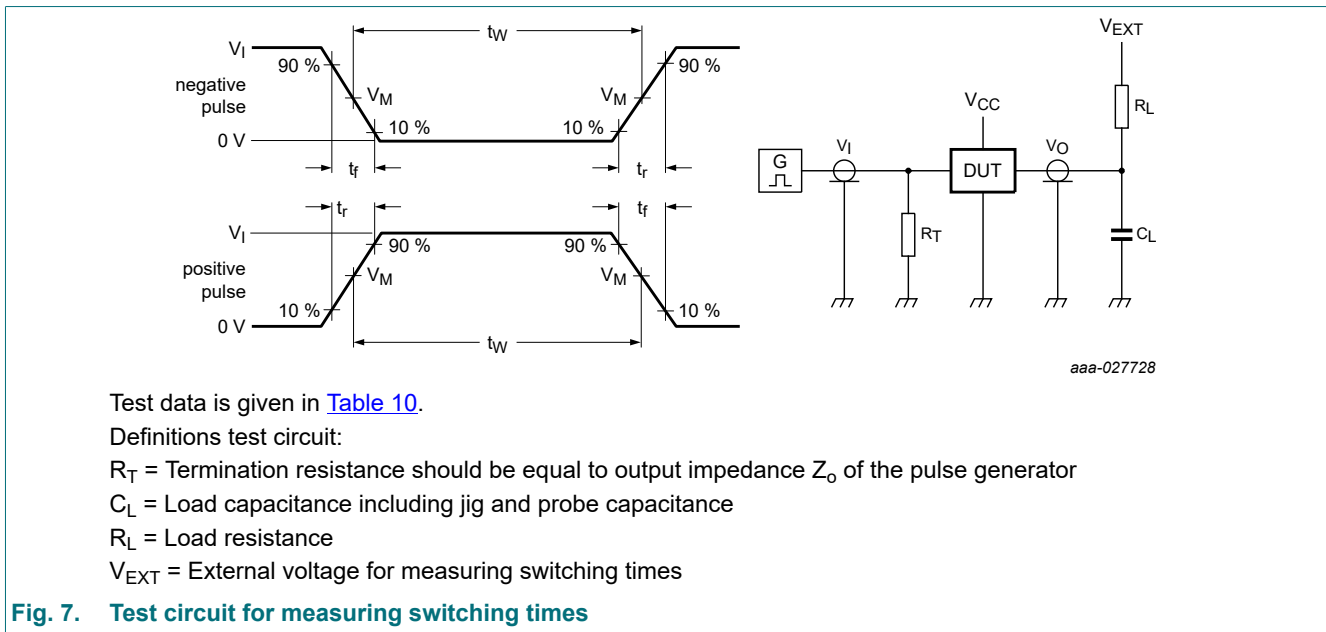 tW
VI
90 %
90 %
negative
pulse
VM
VM
10 %
10 %
0 V
tf
tr
tr
tf
VI
90 %
90 %
positive
pulse
VM
VM
10 %
10 %
0 V
tW
VEXT
RL
VCC
G
VI
DUT
VO
RT
CL
aaa-027728
Test data is given in Table 10.
Definitions test circuit:
RT = Termination resistance should be equal to output impedance Zo of the pulse generator
CL = Load capacitance including jig and probe capacitance
RL = Load resistance
VEXT = External voltage for measuring switching times
Fig. 7. Test circuit for measuring switching times